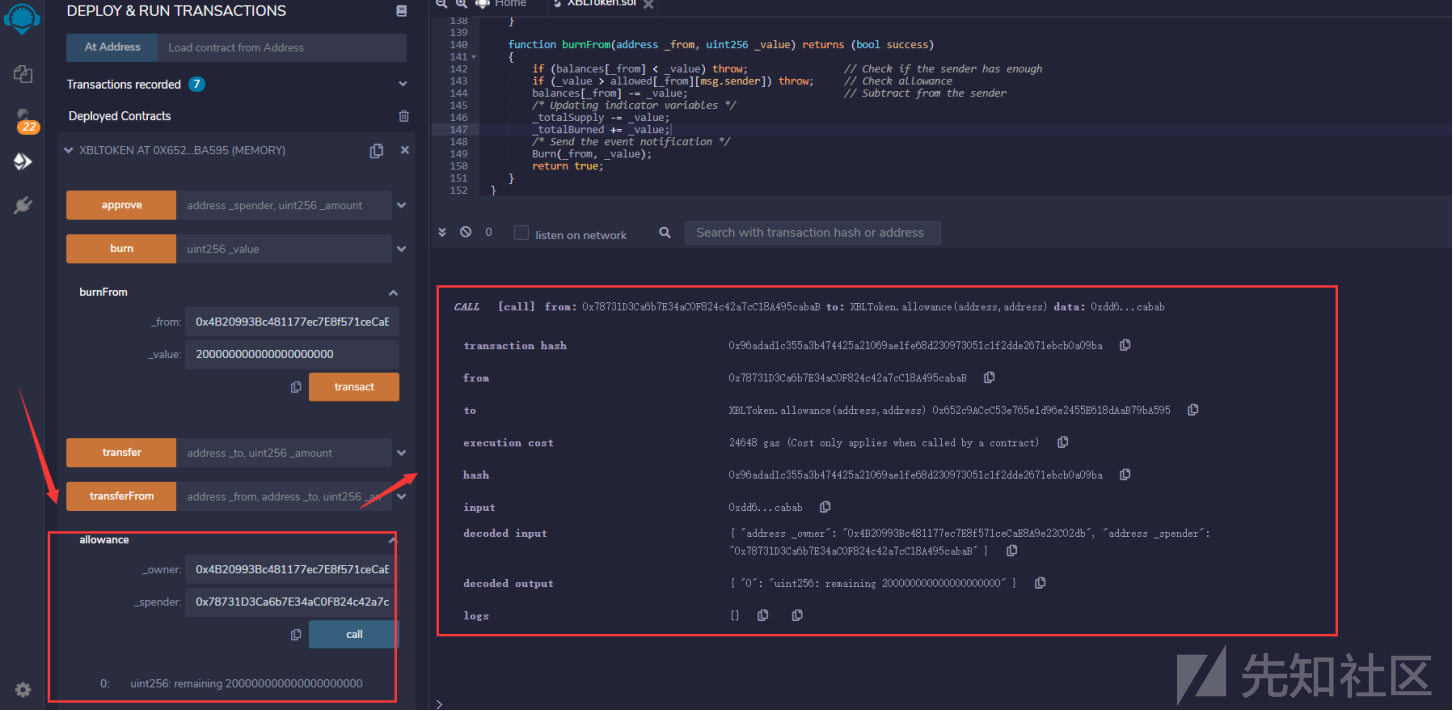 DEPLOY & RUN TRANSACTIONS
At Address
Load contract from Address
Transactions recorded 7
Deployed Contracts
22
XBLTOKEN AT 0X652...BA595 (MEMORY)
approve
address _spender, uint256 _amount
burn
uint256 _value
burnFrom
_from:
0x4B20993Bc481177ec7E8f571ceCaE
_value:
200000000000000000000
transact
transfer
address _to, uint256 _amount
transferFrom
address _from, address _to, uint256 _an
allowance
_owner:
0x4B20993Bc481177ec7E8f571ceCaE
_spender:
0x78731D3Ca6b7E34aC0F824c42a7c
call
0: uint256: remaining 200000000000000000000
Home
XBLToken.sol
138 }
139
140 function burnFrom(address _from, uint256 _value) returns (bool success)
141 {
142 if (balances[_from] < _value) throw; // Check if the sender has enough
143 if (_value > allowed[_from][msg.sender]) throw; // Check allowance
144 balances[_from] -= _value; // Subtract from the sender
145 /* Updating indicator variables */
146 _totalSupply -= _value;
147 _totalBurned += _value;
148 /* Send the event notification */
149 Burn(_from, _value);
150 return true;
151 }
152 }
0
listen on network
Search with transaction hash or address
CALL [call] from: 0x78731D3Ca6b7E34aC0F824c42a7cC18A495cabaB to: XBLToken.allowance(address,address) data: 0xdd6...cabab
transaction hash 0x96adad1c355a3b474425a21069ae1fe68d230973051c1f2dde2671ebcb0a09ba
from 0x78731D3Ca6b7E34aC0F824c42a7cC18A495cabaB
to XBLToken.allowance(address,address) 0x652c9ACcC53e765e1d96e2455E618dAaB79bA595
execution cost 24648 gas (Cost only applies when called by a contract)
hash 0x96adad1c355a3b474425a21069ae1fe68d230973051c1f2dde2671ebcb0a09ba
input 0xdd6...cabab
decoded input { "address _owner": "0x4B20993Bc481177ec7E8f571ceCaE8A9e22C02db", "address _spender":
"0x78731D3Ca6b7E34aC0F824c42a7cC18A495cabaB" }
decoded output { "0": "uint256: remaining 200000000000000000000" }
logs []
>
先知社区